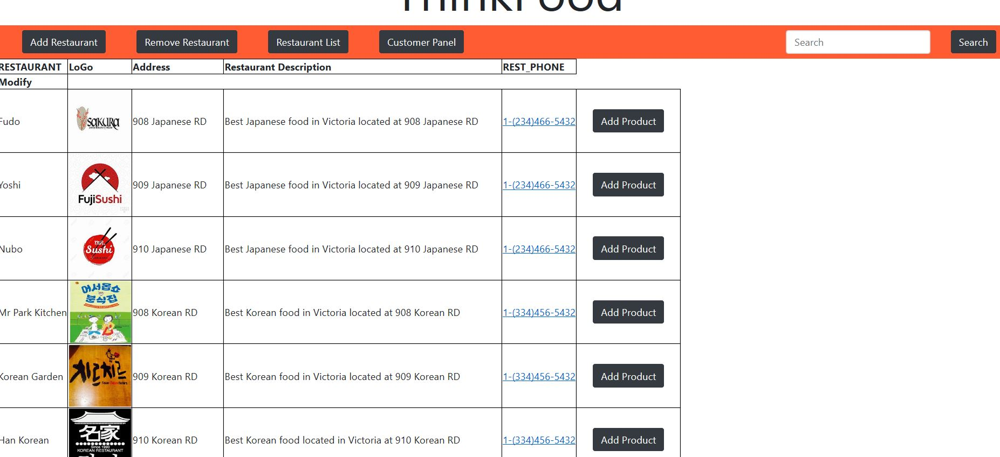 ThinkFood
Add Restaurant Remove Restaurant Restaurant List Customer Panel Search Search
RESTAURANT LoGo Address Restaurant Description REST_PHONE
Modify
Fudo sakura 908 Japanese RD Best Japanese food in Victoria located at 908 Japanese RD 1-(234)466-5432 Add Product
Yoshi FujiSushi 909 Japanese RD Best Japanese food in Victoria located at 909 Japanese RD 1-(234)466-5432 Add Product
Nubo Mr. Sushi 910 Japanese RD Best Japanese food in Victoria located at 910 Japanese RD 1-(234)466-5432 Add Product
어서옵쇼
분식집
Mr Park Kitchen 908 Korean RD Best Korean food in Victoria located at 908 Korean RD 1-(334)456-5432 Add Product
Korean Garden 치르치르 909 Korean RD Best Korean food in Victoria located at 909 Korean RD 1-(334)456-5432 Add Product
名家
Han Korean 910 Korean RD Best Korean food located in Victoria at 910 Korean RD 1-(334)456-5432 Add Product
Since 1990
KOREAN RESTAURANT